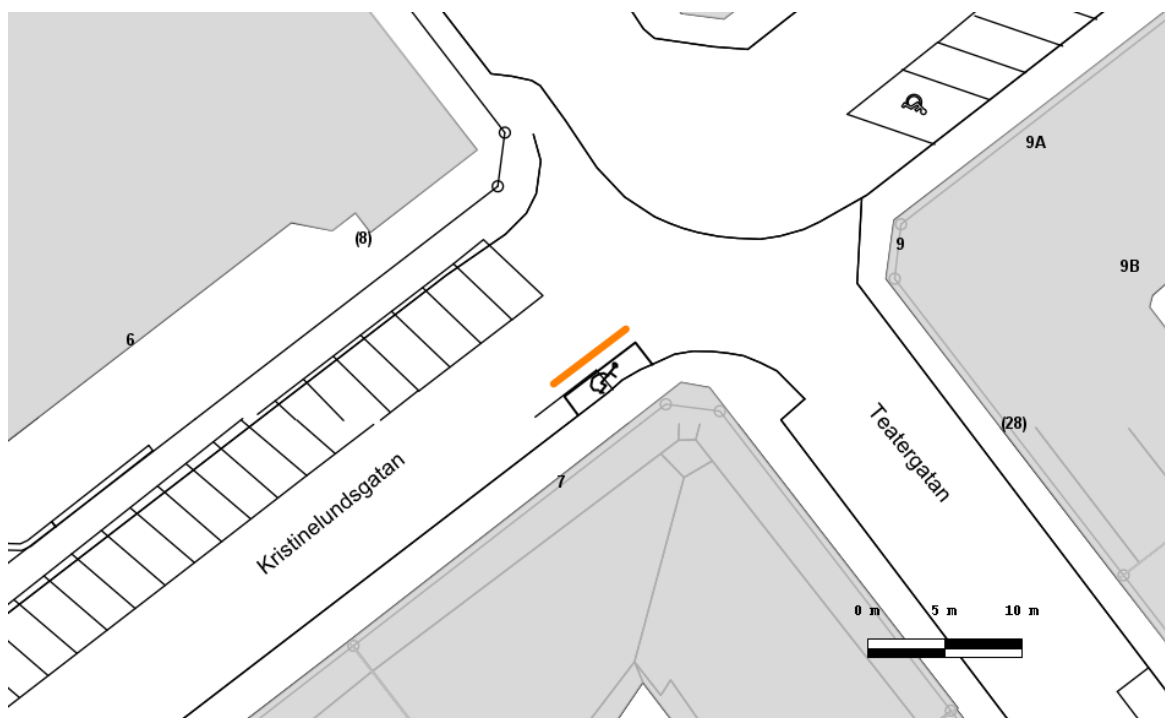 9A
(8)
9
9B
6
(28)
Teatergatan
7
Kristinelundsgatan
0 m 5 m 10 m